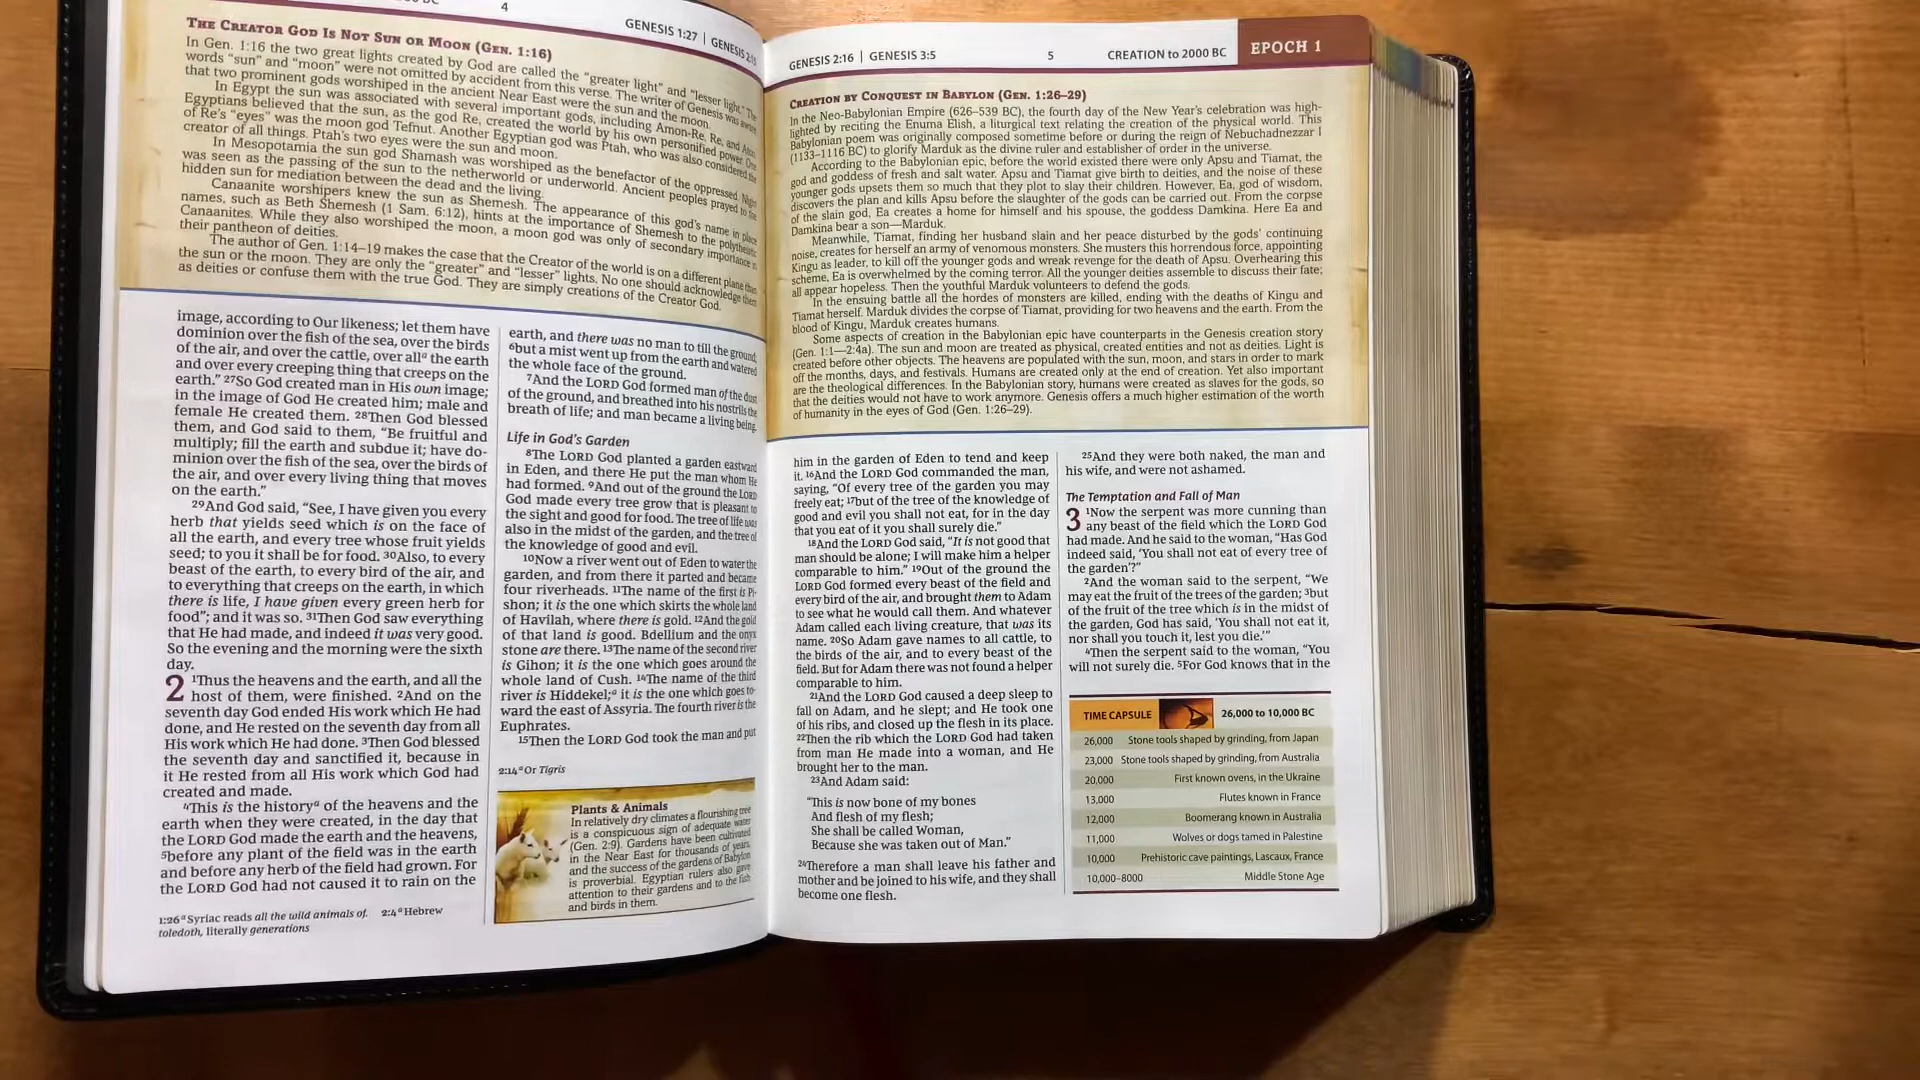 4
GENESIS 1:27 | GENESIS 2:15
THE CREATOR GOD IS NOT SUN OR MOON (GEN. 1:16)
In Gen. 1:16 the two great lights created by God are called the “greater light” and “lesser light.” The
words “sun” and “moon” were not omitted by accident from this verse. The writer of Genesis was aware
that two prominent gods worshiped in the ancient Near East were the sun and the moon.
In Egypt the sun was associated with several important gods, including Amon-Re, Re, and Aton.
Egyptians believed that the sun, as the god Re, created the world by his own personified power. One
of Re’s “eyes” was the moon god Tefnut. Another Egyptian god was Ptah, who was also considered the
creator of all things. Ptah’s two eyes were the sun and moon.
In Mesopotamia the sun god Shamash was worshiped as the benefactor of the oppressed. Night
was seen as the passing of the sun to the netherworld or underworld. Ancient peoples prayed to the
hidden sun for mediation between the dead and the living.
Canaanite worshipers knew the sun as Shemesh. The appearance of this god’s name in place
names, such as Beth Shemesh (1 Sam. 6:12), hints at the importance of Shemesh to the polytheistic
Canaanites. While they also worshiped the moon, a moon god was only of secondary importance in
their pantheon of deities.
The author of Gen. 1:14–19 makes the case that the Creator of the world is on a different plane than
the sun or the moon. They are only the “greater” and “lesser” lights. No one should acknowledge them
as deities or confuse them with the true God. They are simply creations of the Creator God.
image, according to Our likeness; let them have
dominion over the fish of the sea, over the birds
of the air, and over the cattle, over allᵃ the earth
and over every creeping thing that creeps on the
earth.” ²⁷So God created man in His own image;
in the image of God He created him; male and
female He created them. ²⁸Then God blessed
them, and God said to them, “Be fruitful and
multiply; fill the earth and subdue it; have do-
minion over the fish of the sea, over the birds of
the air, and over every living thing that moves
on the earth.”
²⁹And God said, “See, I have given you every
herb that yields seed which is on the face of
all the earth, and every tree whose fruit yields
seed; to you it shall be for food. ³⁰Also, to every
beast of the earth, to every bird of the air, and
to everything that creeps on the earth, in which
there is life, I have given every green herb for
food”; and it was so. ³¹Then God saw everything
that He had made, and indeed it was very good.
So the evening and the morning were the sixth
day.
2 ¹Thus the heavens and the earth, and all the
host of them, were finished. ²And on the
seventh day God ended His work which He had
done, and He rested on the seventh day from all
His work which He had done. ³Then God blessed
the seventh day and sanctified it, because in
it He rested from all His work which God had
created and made.
⁴This is the historyᵃ of the heavens and the
earth when they were created, in the day that
the LORD God made the earth and the heavens,
⁵before any plant of the field was in the earth
and before any herb of the field had grown. For
the LORD God had not caused it to rain on the
1:26 ᵃSyriac reads all the wild animals of. 2:4 ᵃHebrew
toledoth, literally generations
earth, and there was no man to till the ground;
⁶but a mist went up from the earth and watered
the whole face of the ground.
⁷And the LORD God formed man of the dust
of the ground, and breathed into his nostrils the
breath of life; and man became a living being.
Life in God’s Garden
⁸The LORD God planted a garden eastward
in Eden, and there He put the man whom He
had formed. ⁹And out of the ground the LORD
God made every tree grow that is pleasant to
the sight and good for food. The tree of life was
also in the midst of the garden, and the tree of
the knowledge of good and evil.
¹⁰Now a river went out of Eden to water the
garden, and from there it parted and became
four riverheads. ¹¹The name of the first is Pi-
shon; it is the one which skirts the whole land
of Havilah, where there is gold. ¹²And the gold
of that land is good. Bdellium and the onyx
stone are there. ¹³The name of the second river
is Gihon; it is the one which goes around the
whole land of Cush. ¹⁴The name of the third
river is Hiddekel;ᵃ it is the one which goes to-
ward the east of Assyria. The fourth river is the
Euphrates.
¹⁵Then the LORD God took the man and put
2:14 ᵃOr Tigris
Plants & Animals
In relatively dry climates a flourishing tree
is a conspicuous sign of adequate water
(Gen. 2:9). Gardens have been cultivated
in the Near East for thousands of years,
and the success of the gardens of Babylon
is proverbial. Egyptian rulers also gave
attention to their gardens and to the fish
and birds in them.
GENESIS 2:16 | GENESIS 3:5
5
CREATION to 2000 BC
EPOCH 1
CREATION BY CONQUEST IN BABYLON (GEN. 1:26–29)
In the Neo-Babylonian Empire (626–539 BC), the fourth day of the New Year’s celebration was high-
lighted by reciting the Enuma Elish, a liturgical text relating the creation of the physical world. This
Babylonian poem was originally composed sometime before or during the reign of Nebuchadnezzar I
(1133–1116 BC) to glorify Marduk as the divine ruler and establisher of order in the universe.
According to the Babylonian epic, before the world existed there were only Apsu and Tiamat, the
god and goddess of fresh and salt water. Apsu and Tiamat give birth to deities, and the noise of these
younger gods upsets them so much that they plot to slay their children. However, Ea, god of wisdom,
discovers the plan and kills Apsu before the slaughter of the gods can be carried out. From the corpse
of the slain god, Ea creates a home for himself and his spouse, the goddess Damkina. Here Ea and
Damkina bear a son—Marduk.
Meanwhile, Tiamat, finding her husband slain and her peace disturbed by the gods’ continuing
noise, creates for herself an army of venomous monsters. She musters this horrendous force, appointing
Kingu as leader, to kill off the younger gods and wreak revenge for the death of Apsu. Overhearing this
scheme, Ea is overwhelmed by the coming terror. All the younger deities assemble to discuss their fate;
all appear hopeless. Then the youthful Marduk volunteers to defend the gods.
In the ensuing battle all the hordes of monsters are killed, ending with the deaths of Kingu and
Tiamat herself. Marduk divides the corpse of Tiamat, providing for two heavens and the earth. From the
blood of Kingu, Marduk creates humans.
Some aspects of creation in the Babylonian epic have counterparts in the Genesis creation story
(Gen. 1:1—2:4a). The sun and moon are treated as physical, created entities and not as deities. Light is
created before other objects. The heavens are populated with the sun, moon, and stars in order to mark
off the months, days, and festivals. Humans are created only at the end of creation. Yet also important
are the theological differences. In the Babylonian story, humans were created as slaves for the gods, so
that the deities would not have to work anymore. Genesis offers a much higher estimation of the worth
of humanity in the eyes of God (Gen. 1:26–29).
him in the garden of Eden to tend and keep
it. ¹⁶And the LORD God commanded the man,
saying, “Of every tree of the garden you may
freely eat; ¹⁷but of the tree of the knowledge of
good and evil you shall not eat, for in the day
that you eat of it you shall surely die.”
¹⁸And the LORD God said, “It is not good that
man should be alone; I will make him a helper
comparable to him.” ¹⁹Out of the ground the
LORD God formed every beast of the field and
every bird of the air, and brought them to Adam
to see what he would call them. And whatever
Adam called each living creature, that was its
name. ²⁰So Adam gave names to all cattle, to
the birds of the air, and to every beast of the
field. But for Adam there was not found a helper
comparable to him.
²¹And the LORD God caused a deep sleep to
fall on Adam, and he slept; and He took one
of his ribs, and closed up the flesh in its place.
²²Then the rib which the LORD God had taken
from man He made into a woman, and He
brought her to the man.
²³And Adam said:
“This is now bone of my bones
And flesh of my flesh;
She shall be called Woman,
Because she was taken out of Man.”
²⁴Therefore a man shall leave his father and
mother and be joined to his wife, and they shall
become one flesh.
²⁵And they were both naked, the man and
his wife, and were not ashamed.
The Temptation and Fall of Man
3 ¹Now the serpent was more cunning than
any beast of the field which the LORD God
had made. And he said to the woman, “Has God
indeed said, ‘You shall not eat of every tree of
the garden’?”
²And the woman said to the serpent, “We
may eat the fruit of the trees of the garden; ³but
of the fruit of the tree which is in the midst of
the garden, God has said, ‘You shall not eat it,
nor shall you touch it, lest you die.’”
⁴Then the serpent said to the woman, “You
will not surely die. ⁵For God knows that in the
TIME CAPSULE 26,000 to 10,000 BC
26,000 Stone tools shaped by grinding, from Japan
23,000 Stone tools shaped by grinding, from Australia
20,000 First known ovens, in the Ukraine
13,000 Flutes known in France
12,000 Boomerang known in Australia
11,000 Wolves or dogs tamed in Palestine
10,000 Prehistoric cave paintings, Lascaux, France
10,000–8000 Middle Stone Age